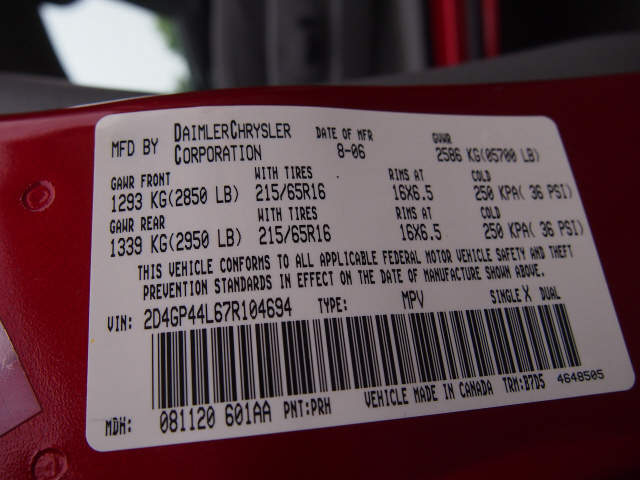 MFD BY DAIMLERCHRYSLER CORPORATION DATE OF MFR 8-06 GVWR 2586 KG(05700 LB)
GAWR FRONT WITH TIRES RIMS AT COLD
1293 KG(2850 LB) 215/65R16 16X6.5 250 KPA( 36 PSI)
GAWR REAR WITH TIRES RIMS AT COLD
1339 KG(2950 LB) 215/65R16 16X6.5 250 KPA( 36 PSI)
THIS VEHICLE CONFORMS TO ALL APPLICABLE FEDERAL MOTOR VEHICLE SAFETY AND THEFT
PREVENTION STANDARDS IN EFFECT ON THE DATE OF MANUFACTURE SHOWN ABOVE.
VIN: 2D4GP44L67R104694 TYPE: MPV SINGLE X DUAL
MDH: 081120 601AA PNT:PRH VEHICLE MADE IN CANADA TRM:B7D5 4648505